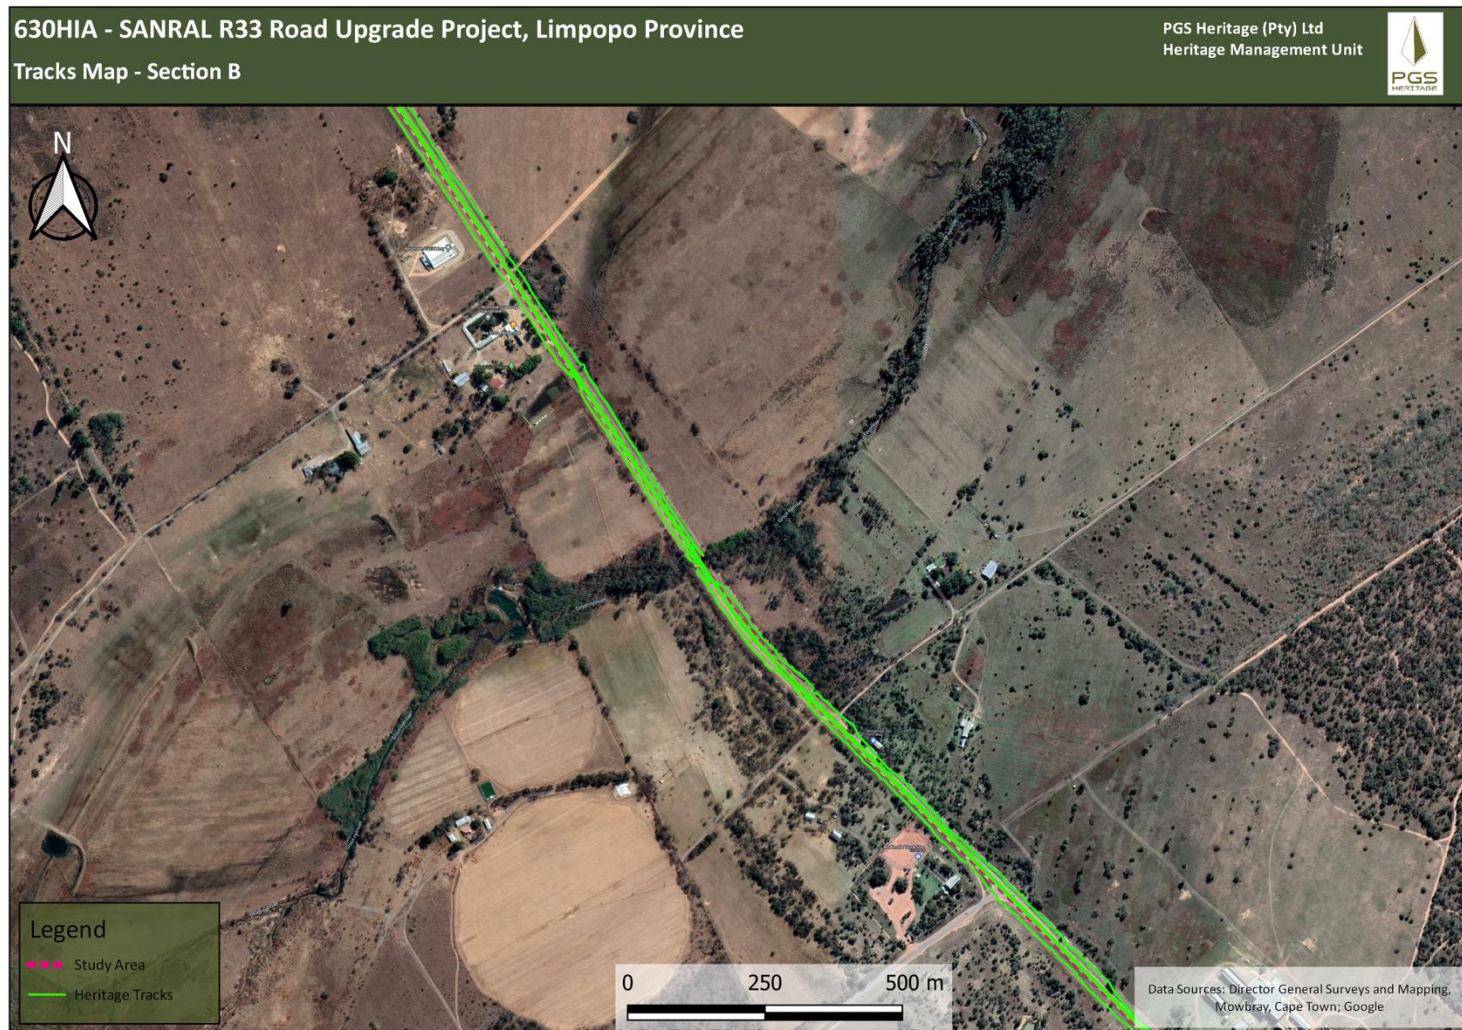 630HIA - SANRAL R33 Road Upgrade Project, Limpopo Province
Tracks Map - Section B
PGS Heritage (Pty) Ltd
Heritage Management Unit
PGS
HERITAGE
N
Legend
Study Area
Heritage Tracks
0 250 500 m
Data Sources: Director General Surveys and Mapping,
Mowbray, Cape Town; Google